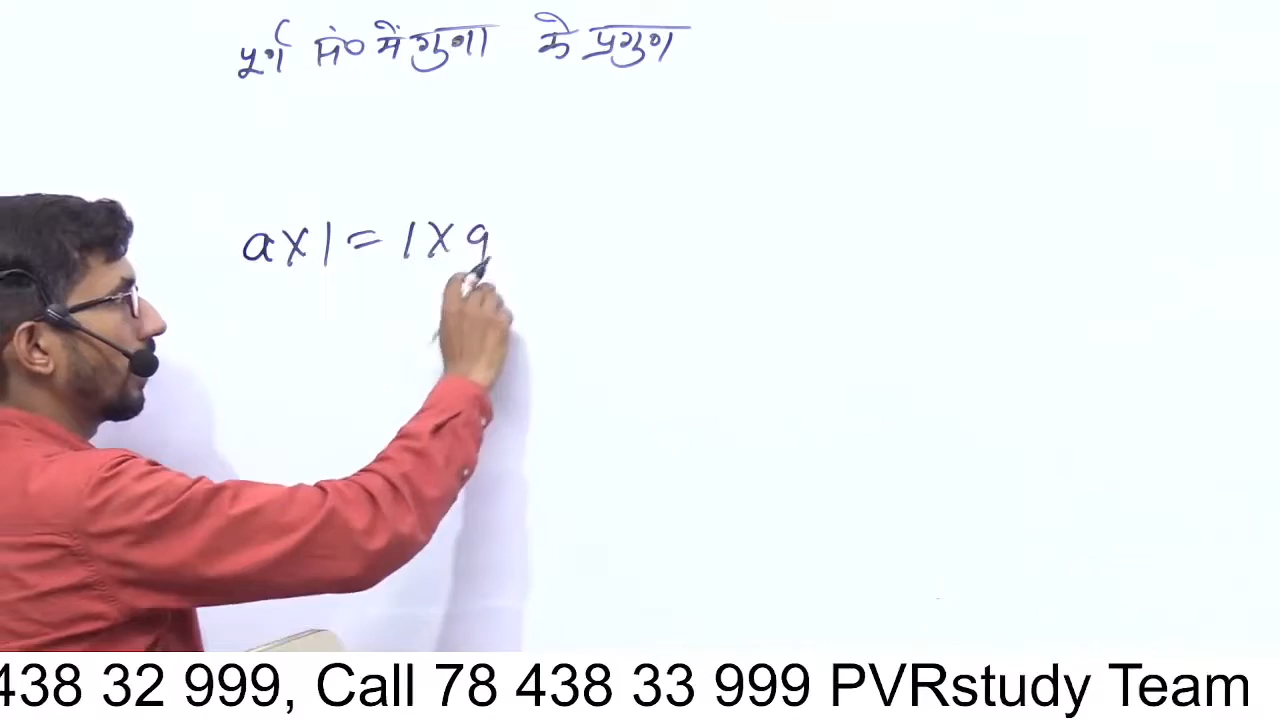 पूर्ण सं० में गुणा के प्रगुण
a X 1 = 1 X a
438 32 999, Call 78 438 33 999 PVRstudy Team